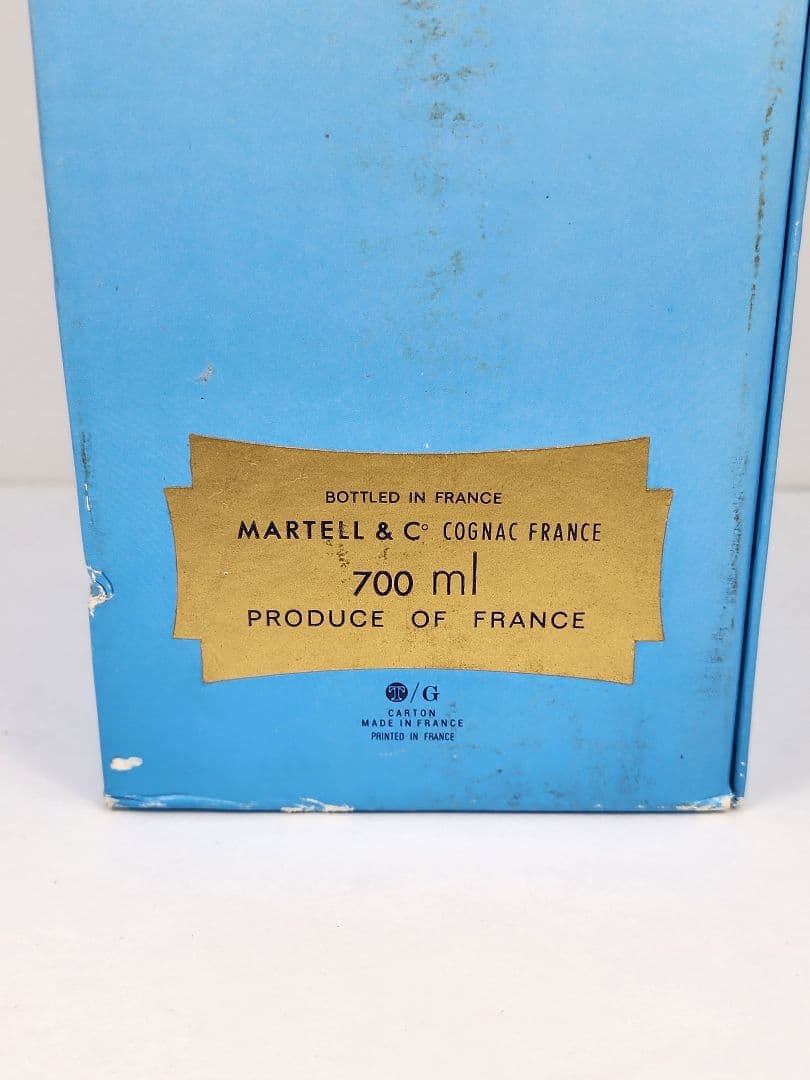 BOTTLED IN FRANCE
MARTELL & C° COGNAC FRANCE
700 ml
PRODUCE OF FRANCE
T/G
CARTON
MADE IN FRANCE
PRINTED IN FRANCE